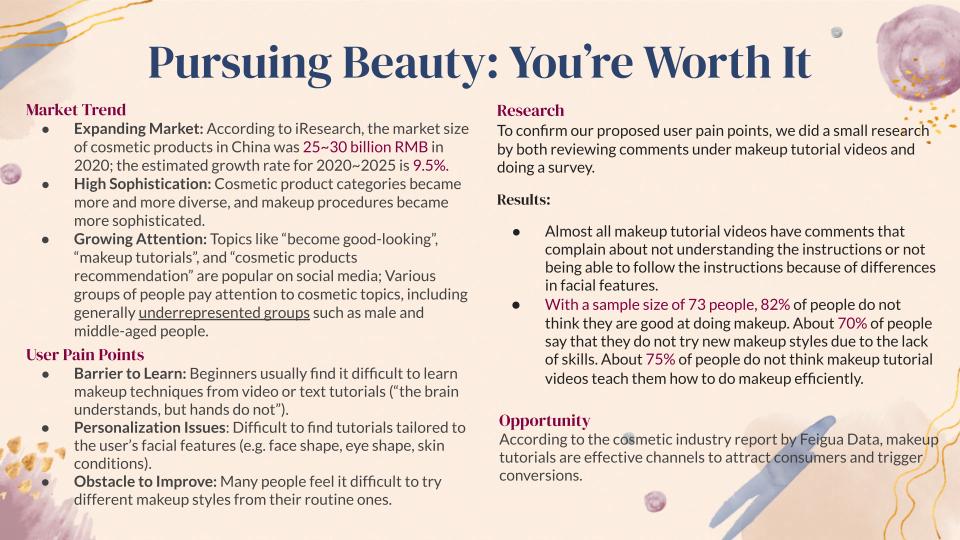 Pursuing Beauty: You’re Worth It
Market Trend
● Expanding Market: According to iResearch, the market size
of cosmetic products in China was 25~30 billion RMB in
2020; the estimated growth rate for 2020~2025 is 9.5%.
● High Sophistication: Cosmetic product categories became
more and more diverse, and makeup procedures became
more sophisticated.
● Growing Attention: Topics like “become good-looking”,
“makeup tutorials”, and “cosmetic products
recommendation” are popular on social media; Various
groups of people pay attention to cosmetic topics, including
generally underrepresented groups such as male and
middle-aged people.
User Pain Points
● Barrier to Learn: Beginners usually find it difficult to learn
makeup techniques from video or text tutorials (“the brain
understands, but hands do not”).
● Personalization Issues: Difficult to find tutorials tailored to
the user’s facial features (e.g. face shape, eye shape, skin
conditions).
● Obstacle to Improve: Many people feel it difficult to try
different makeup styles from their routine ones.
Research
To confirm our proposed user pain points, we did a small research
by both reviewing comments under makeup tutorial videos and
doing a survey.
Results:
● Almost all makeup tutorial videos have comments that
complain about not understanding the instructions or not
being able to follow the instructions because of differences
in facial features.
● With a sample size of 73 people, 82% of people do not
think they are good at doing makeup. About 70% of people
say that they do not try new makeup styles due to the lack
of skills. About 75% of people do not think makeup tutorial
videos teach them how to do makeup efficiently.
Opportunity
According to the cosmetic industry report by Feigua Data, makeup
tutorials are effective channels to attract consumers and trigger
conversions.